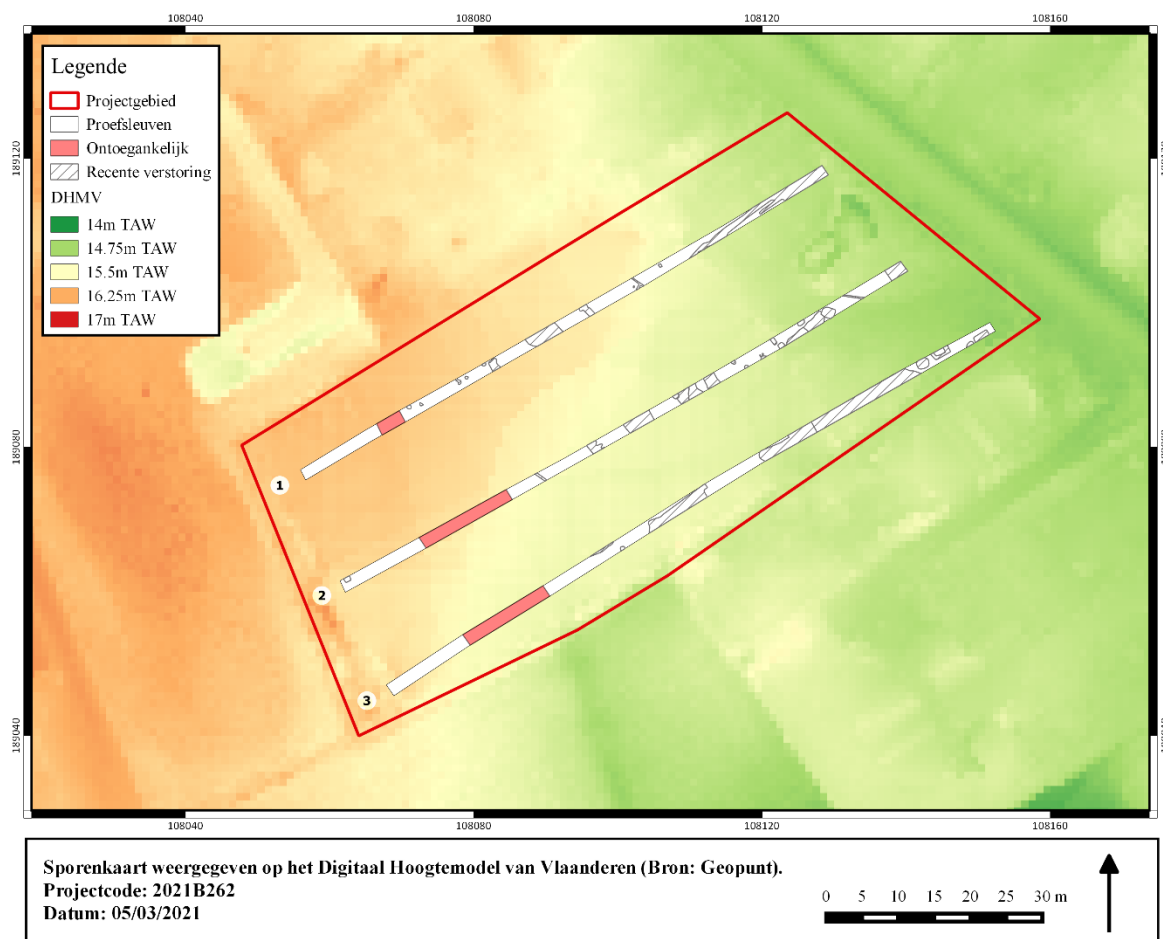 108040 108080 108120 108160
Legende
Projectgebied
Proefsleuven
Ontoegankelijk
Recente verstoring
DHMV
14m TAW
14.75m TAW
15.5m TAW
16.25m TAW
17m TAW
189120
189120
189080
189080
189040
189040
1
2
3
108040 108080 108120 108160
Sporenkaart weergegeven op het Digitaal Hoogtemodel van Vlaanderen (Bron: Geopunt).
Projectcode: 2021B262
Datum: 05/03/2021
0 5 10 15 20 25 30 m